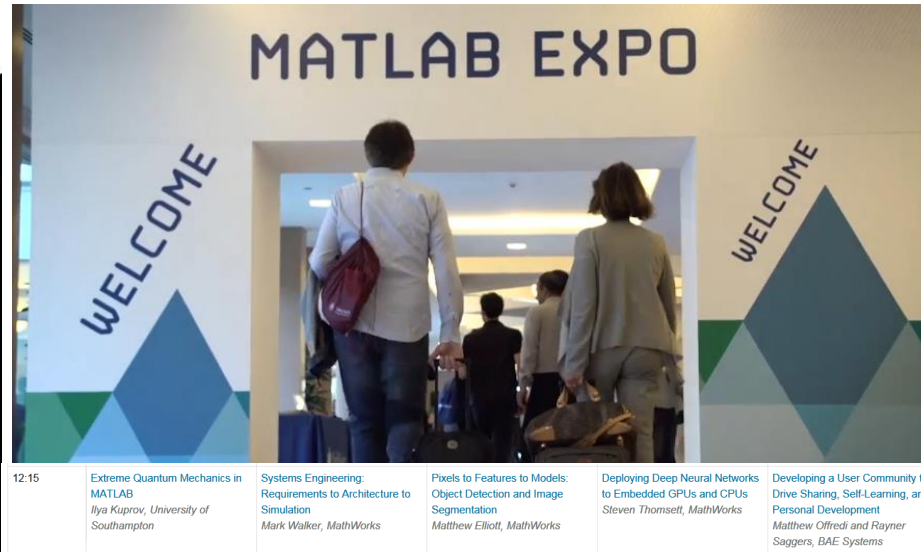 MATLAB EXPO
WELCOME
WELCOME
12:15
Extreme Quantum Mechanics in
MATLAB
Ilya Kuprov, University of
Southampton
Systems Engineering:
Requirements to Architecture to
Simulation
Mark Walker, MathWorks
Pixels to Features to Models:
Object Detection and Image
Segmentation
Matthew Elliott, MathWorks
Deploying Deep Neural Networks
to Embedded GPUs and CPUs
Steven Thomsett, MathWorks
Developing a User Community
Drive Sharing, Self-Learning,
Personal Development
Matthew Offredi and Rayner
Saggers, BAE Systems